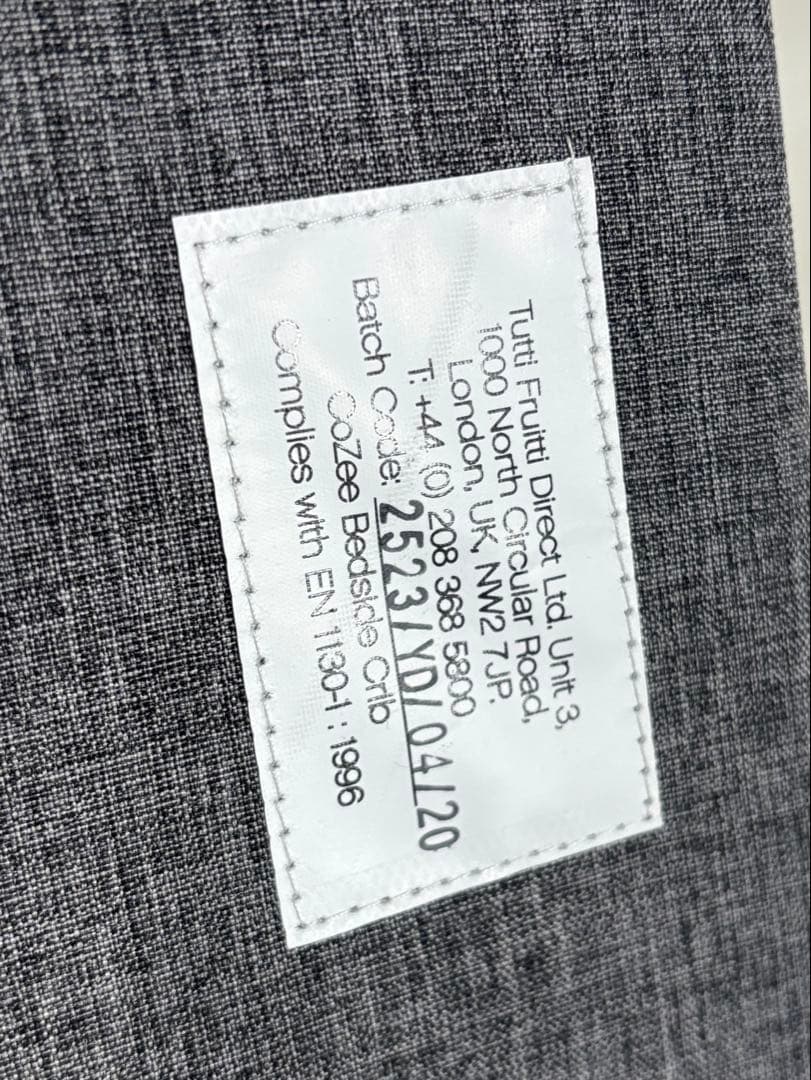 Tutti Fruitti Direct Ltd. Unit 3,
1000 North Circular Road,
London, UK, NW2 7JP.
T: +44 (0) 208 368 5800
Batch Code: 2523/YD/04/20
CoZee Bedside Crib
Complies with EN 1130-1 : 1996